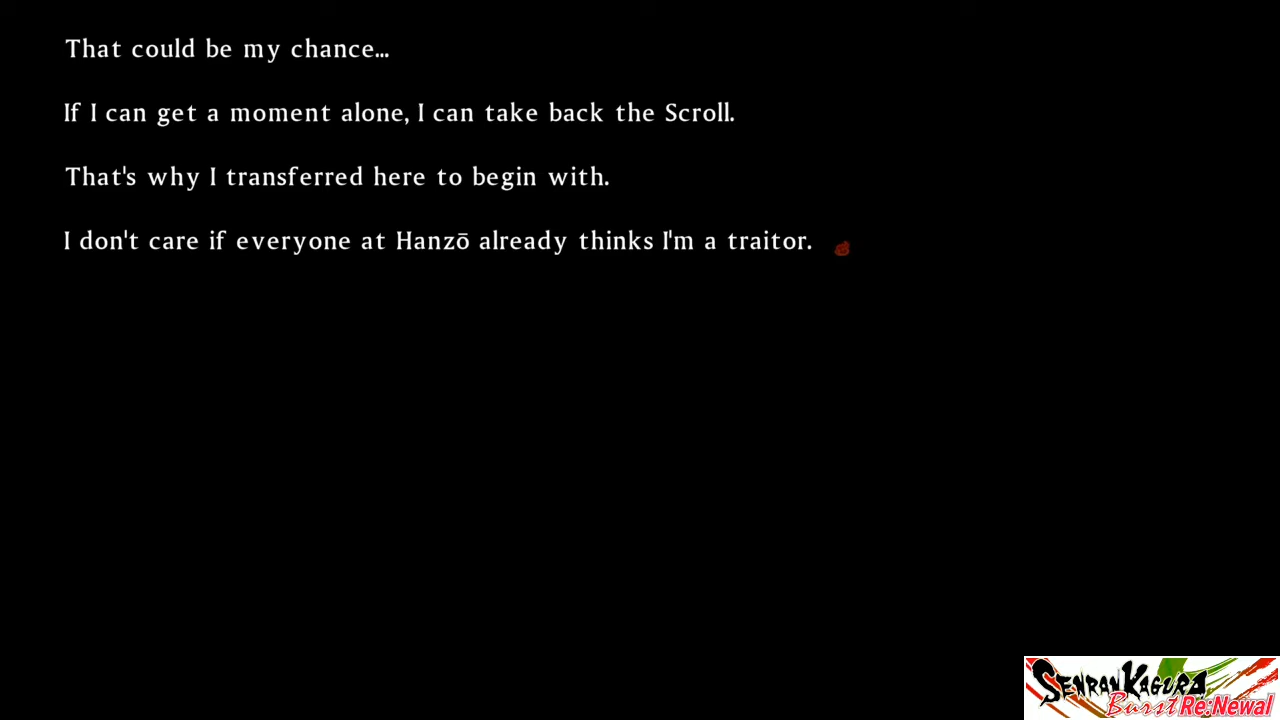 That could be my chance...
If I can get a moment alone, I can take back the Scroll.
That's why I transferred here to begin with.
I don't care if everyone at Hanzō already thinks I'm a traitor.
SENRAN KAGURA
Burst Re:Newal